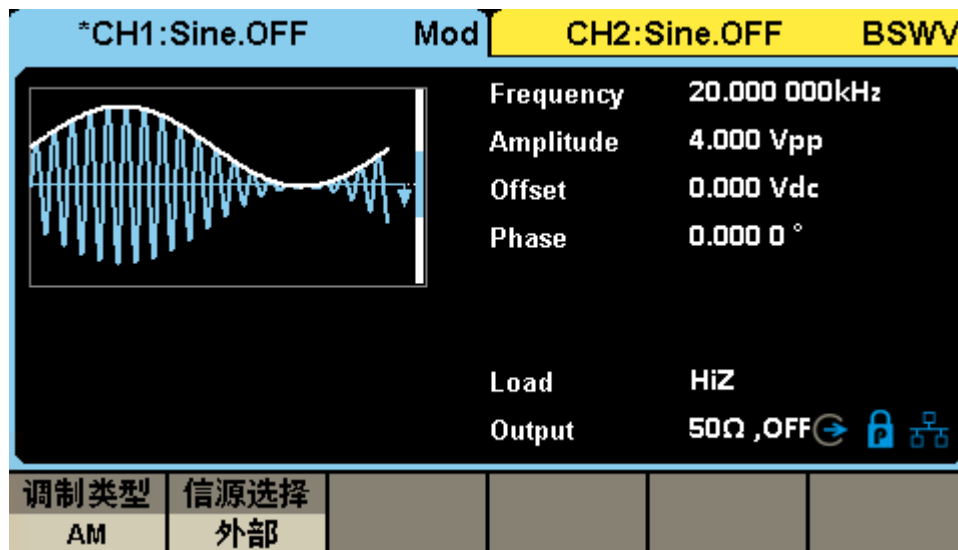 *CH1:Sine.OFF Mod CH2:Sine.OFF BSWV
Frequency 20.000 000kHz
Amplitude 4.000 Vpp
Offset 0.000 Vdc
Phase 0.000 0 °
Load HiZ
Output 50Ω ,OFF P
调制类型 信源选择
AM 外部